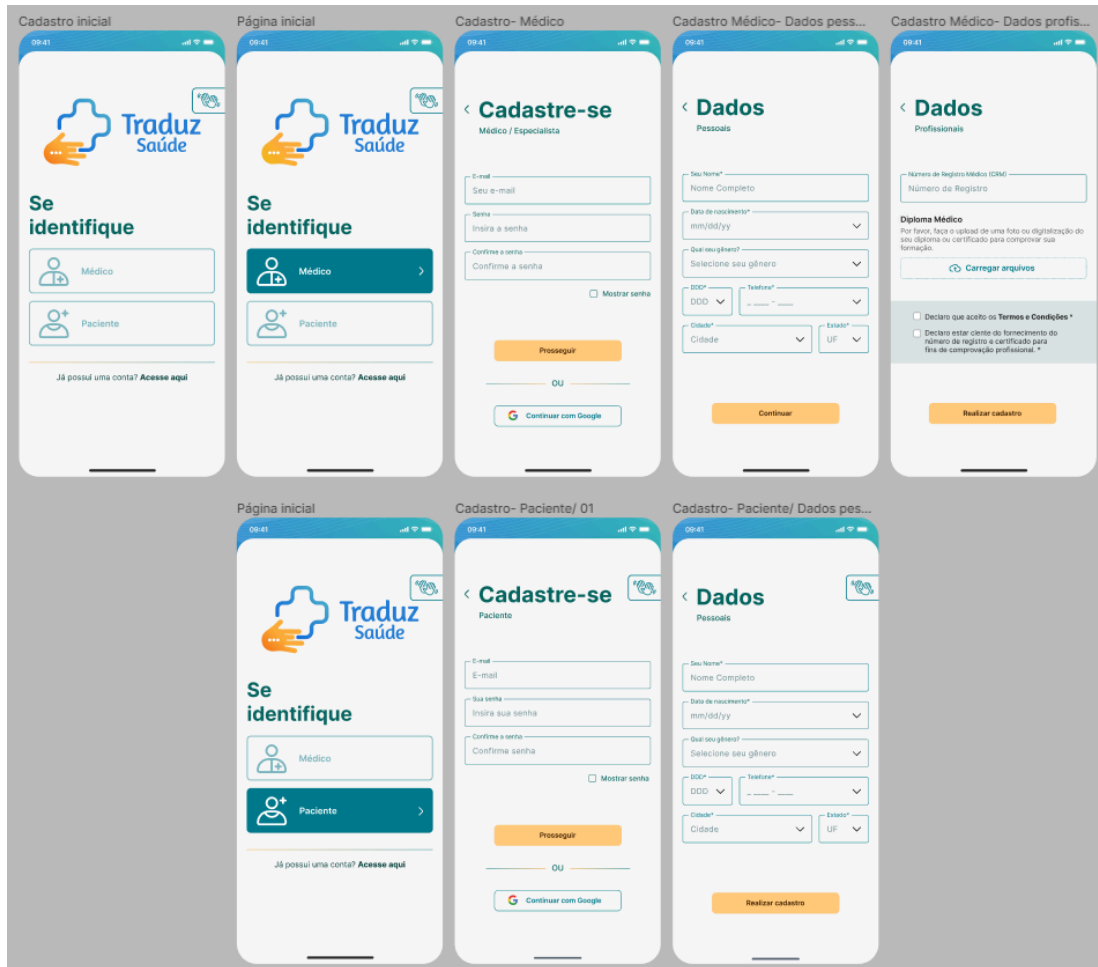 Cadastro inicial
09:41
Traduz
Saúde
Se
identifique
Médico
Paciente
Já possui uma conta? Acesse aqui
Página inicial
09:41
Traduz
Saúde
Se
identifique
Médico
Paciente
Já possui uma conta? Acesse aqui
Cadastro- Médico
09:41
Cadastre-se
Médico / Especialista
E-mail
Seu e-mail
Senha
Insira a senha
Confirme a senha
Confirme a senha
Mostrar senha
Prosseguir
OU
Continuar com Google
Cadastro Médico- Dados pess...
09:41
Dados
Pessoais
Seu Nome*
Nome Completo
Data de nascimento*
mm/dd/yy
Qual seu gênero?
Selecione seu gênero
DDD* Telefone*
DDD _ ____ - ____
Cidade* Estado*
Cidade UF
Continuar
Cadastro Médico- Dados profis...
09:41
Dados
Profissionais
Número de Registro Médico (CRM)
Número de Registro
Diploma Médico
Por favor, faça o upload de uma foto ou digitalização do
seu diploma ou certificado para comprovar sua
formação.
Carregar arquivos
Declaro que aceito os Termos e Condições *
Declaro estar ciente do fornecimento do
número de registro e certificado para
fins de comprovação profissional. *
Realizar cadastro
Página inicial
09:41
Traduz
Saúde
Se
identifique
Médico
Paciente
Já possui uma conta? Acesse aqui
Cadastro- Paciente/ 01
09:41
Cadastre-se
Paciente
E-mail
E-mail
Sua senha
Insira sua senha
Confirme a senha
Confirme senha
Mostrar senha
Prosseguir
OU
Continuar com Google
Cadastro- Paciente/ Dados pes...
09:41
Dados
Pessoais
Seu Nome*
Nome Completo
Data de nascimento*
mm/dd/yy
Qual seu gênero?
Selecione seu gênero
DDD* Telefone*
DDD _ ____ - ____
Cidade* Estado*
Cidade UF
Realizar cadastro